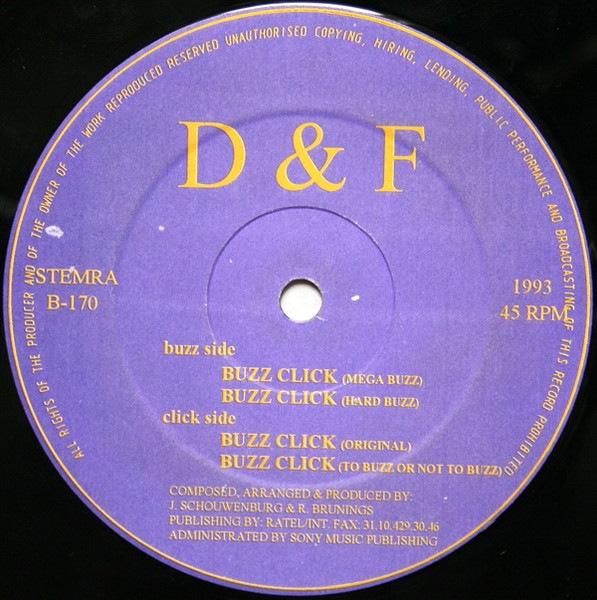 ALL RIGHTS OF THE PRODUCER AND OF THE OWNER OF THE WORK REPRODUCED RESERVED UNAUTHORISED COPYING, HIRING, LENDING, PUBLIC PERFORMANCE AND BROADCASTING OF THIS RECORD PROHIBITED
D & F
STEMRA
B-170
1993
45 RPM
buzz side
BUZZ CLICK (MEGA BUZZ)
BUZZ CLICK (HARD BUZZ)
click side
BUZZ CLICK (ORIGINAL)
BUZZ CLICK (TO BUZZ OR NOT TO BUZZ)
COMPOSED, ARRANGED & PRODUCED BY:
J. SCHOUWENBURG & R. BRUNINGS
PUBLISHING BY: RATEL/INT. FAX: 31.10.429.30.46
ADMINISTRATED BY SONY MUSIC PUBLISHING